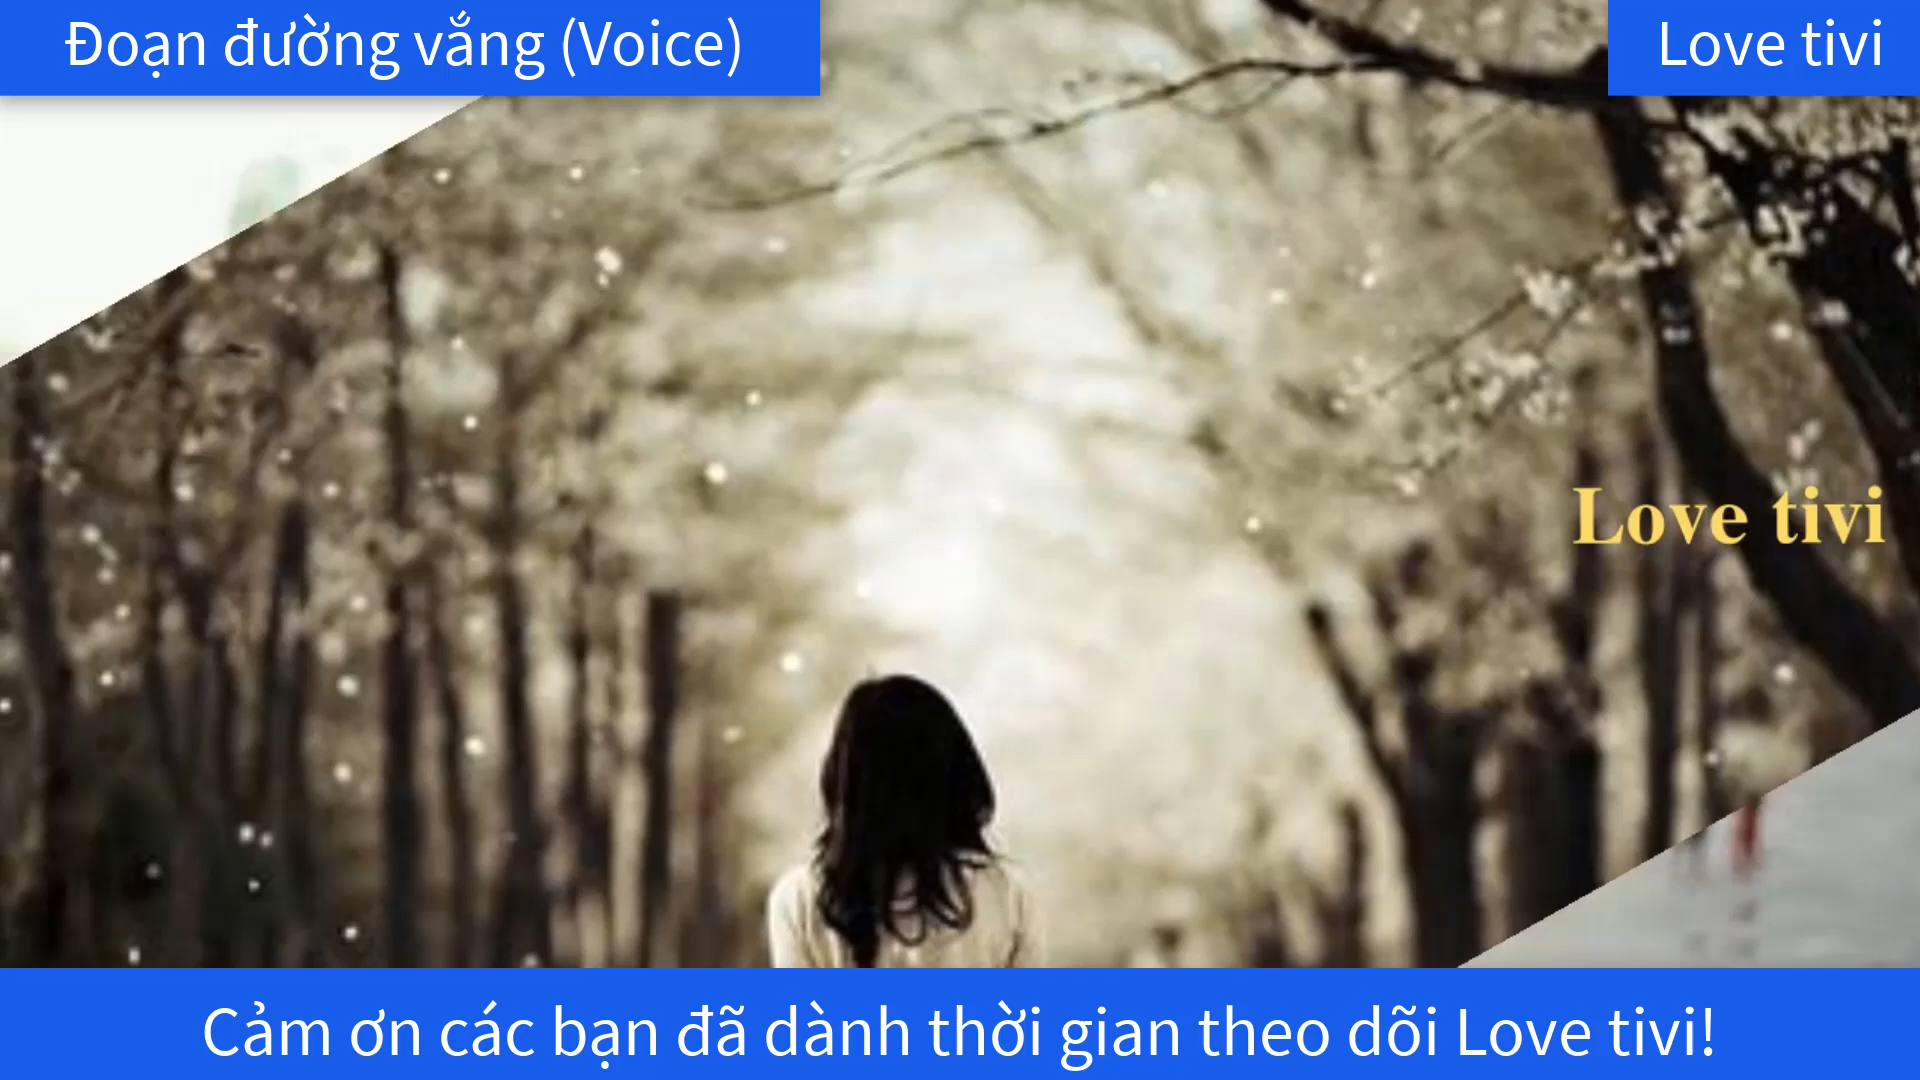 Đoạn đường vắng (Voice)
Love tivi
Love tivi
Cảm ơn các bạn đã dành thời gian theo dõi Love tivi!